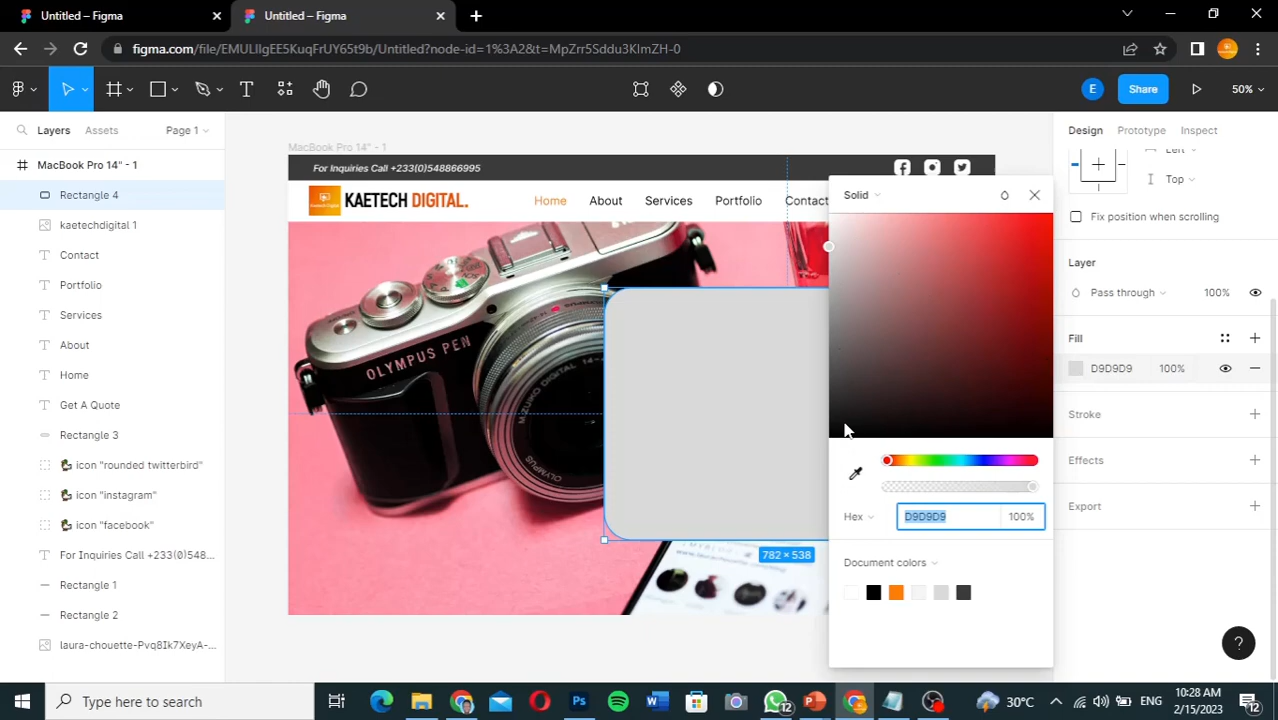 Untitled – Figma
Untitled – Figma
figma.com/file/EMULIlgEE5KuqFrUY65t9b/Untitled?node-id=1%3A2&t=MpZrr5Sddu3KlmZH-0
E
Share
50%
Layers
Assets
Page 1
MacBook Pro 14" - 1
Rectangle 4
kaetechdigital 1
Contact
Portfolio
Services
About
Home
Get A Quote
Rectangle 3
icon "rounded twitterbird"
icon "instagram"
icon "facebook"
For Inquiries Call +233(0)548...
Rectangle 1
Rectangle 2
laura-chouette-Pvq8Ik7XeyA-...
MacBook Pro 14" - 1
For Inquiries Call +233(0)548866995
KAETECH DIGITAL.
Home
About
Services
Portfolio
Contact
OLYMPUS PEN
M.ZUIKO DIGITAL 14-
OLYMPUS
782 × 538
Solid
Hex
D9D9D9
100%
Document colors
Design
Prototype
Inspect
Left
Top
Fix position when scrolling
Layer
Pass through
100%
Fill
D9D9D9
100%
Stroke
Effects
Export
?
Type here to search
12
30°C
ENG
10:28 AM
2/15/2023
12